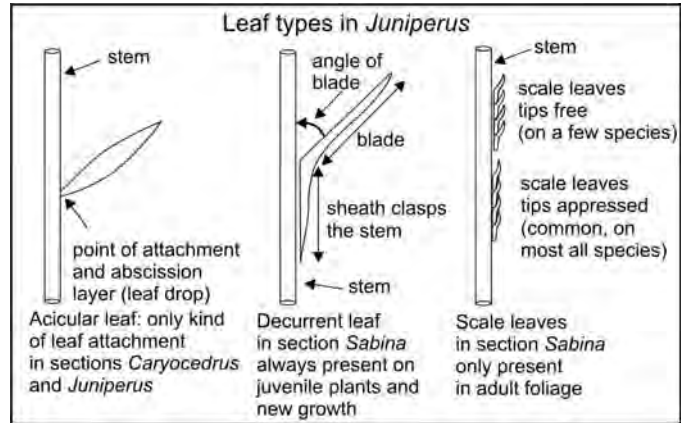 Leaf types in Juniperus
stem
point of attachment
and abscission
layer (leaf drop)
Acicular leaf: only kind
of leaf attachment
in sections Caryocedrus
and Juniperus
angle of
blade
blade
sheath clasps
the stem
stem
Decurrent leaf
in section Sabina
always present on
juvenile plants and
new growth
stem
scale leaves
tips free
(on a few species)
scale leaves
tips appressed
(common, on
most all species)
Scale leaves
in section Sabina
only present
in adult foliage